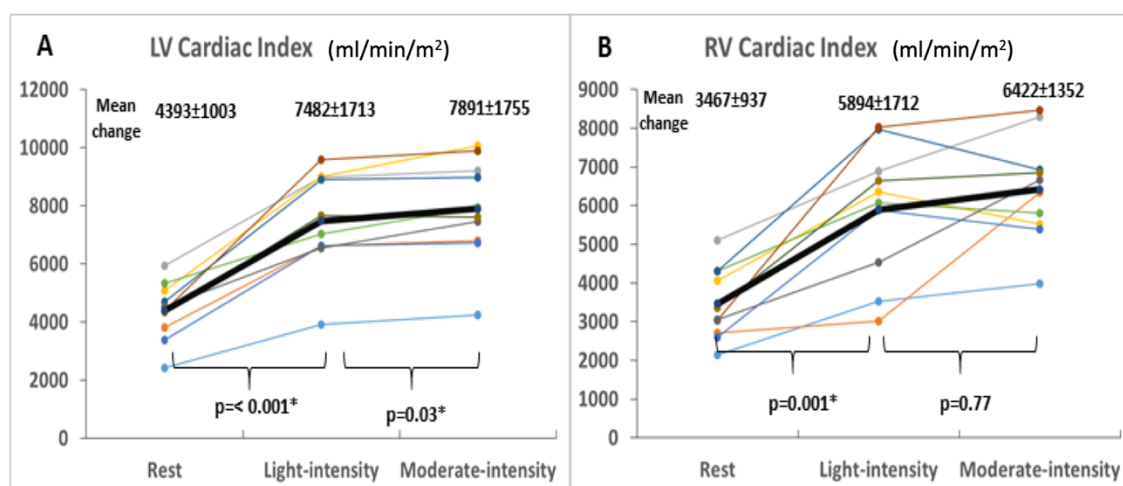 A LV Cardiac Index (ml/min/m²)
12000
10000
8000
6000
4000
2000
0
Mean change
4393±1003 7482±1713 7891±1755
p=< 0.001* p=0.03*
Rest Light-intensity Moderate-intensity
B RV Cardiac Index (ml/min/m²)
9000
8000
7000
6000
5000
4000
3000
2000
1000
0
Mean change
3467±937 5894±1712 6422±1352
p=0.001* p=0.77
Rest Light-intensity Moderate-intensity